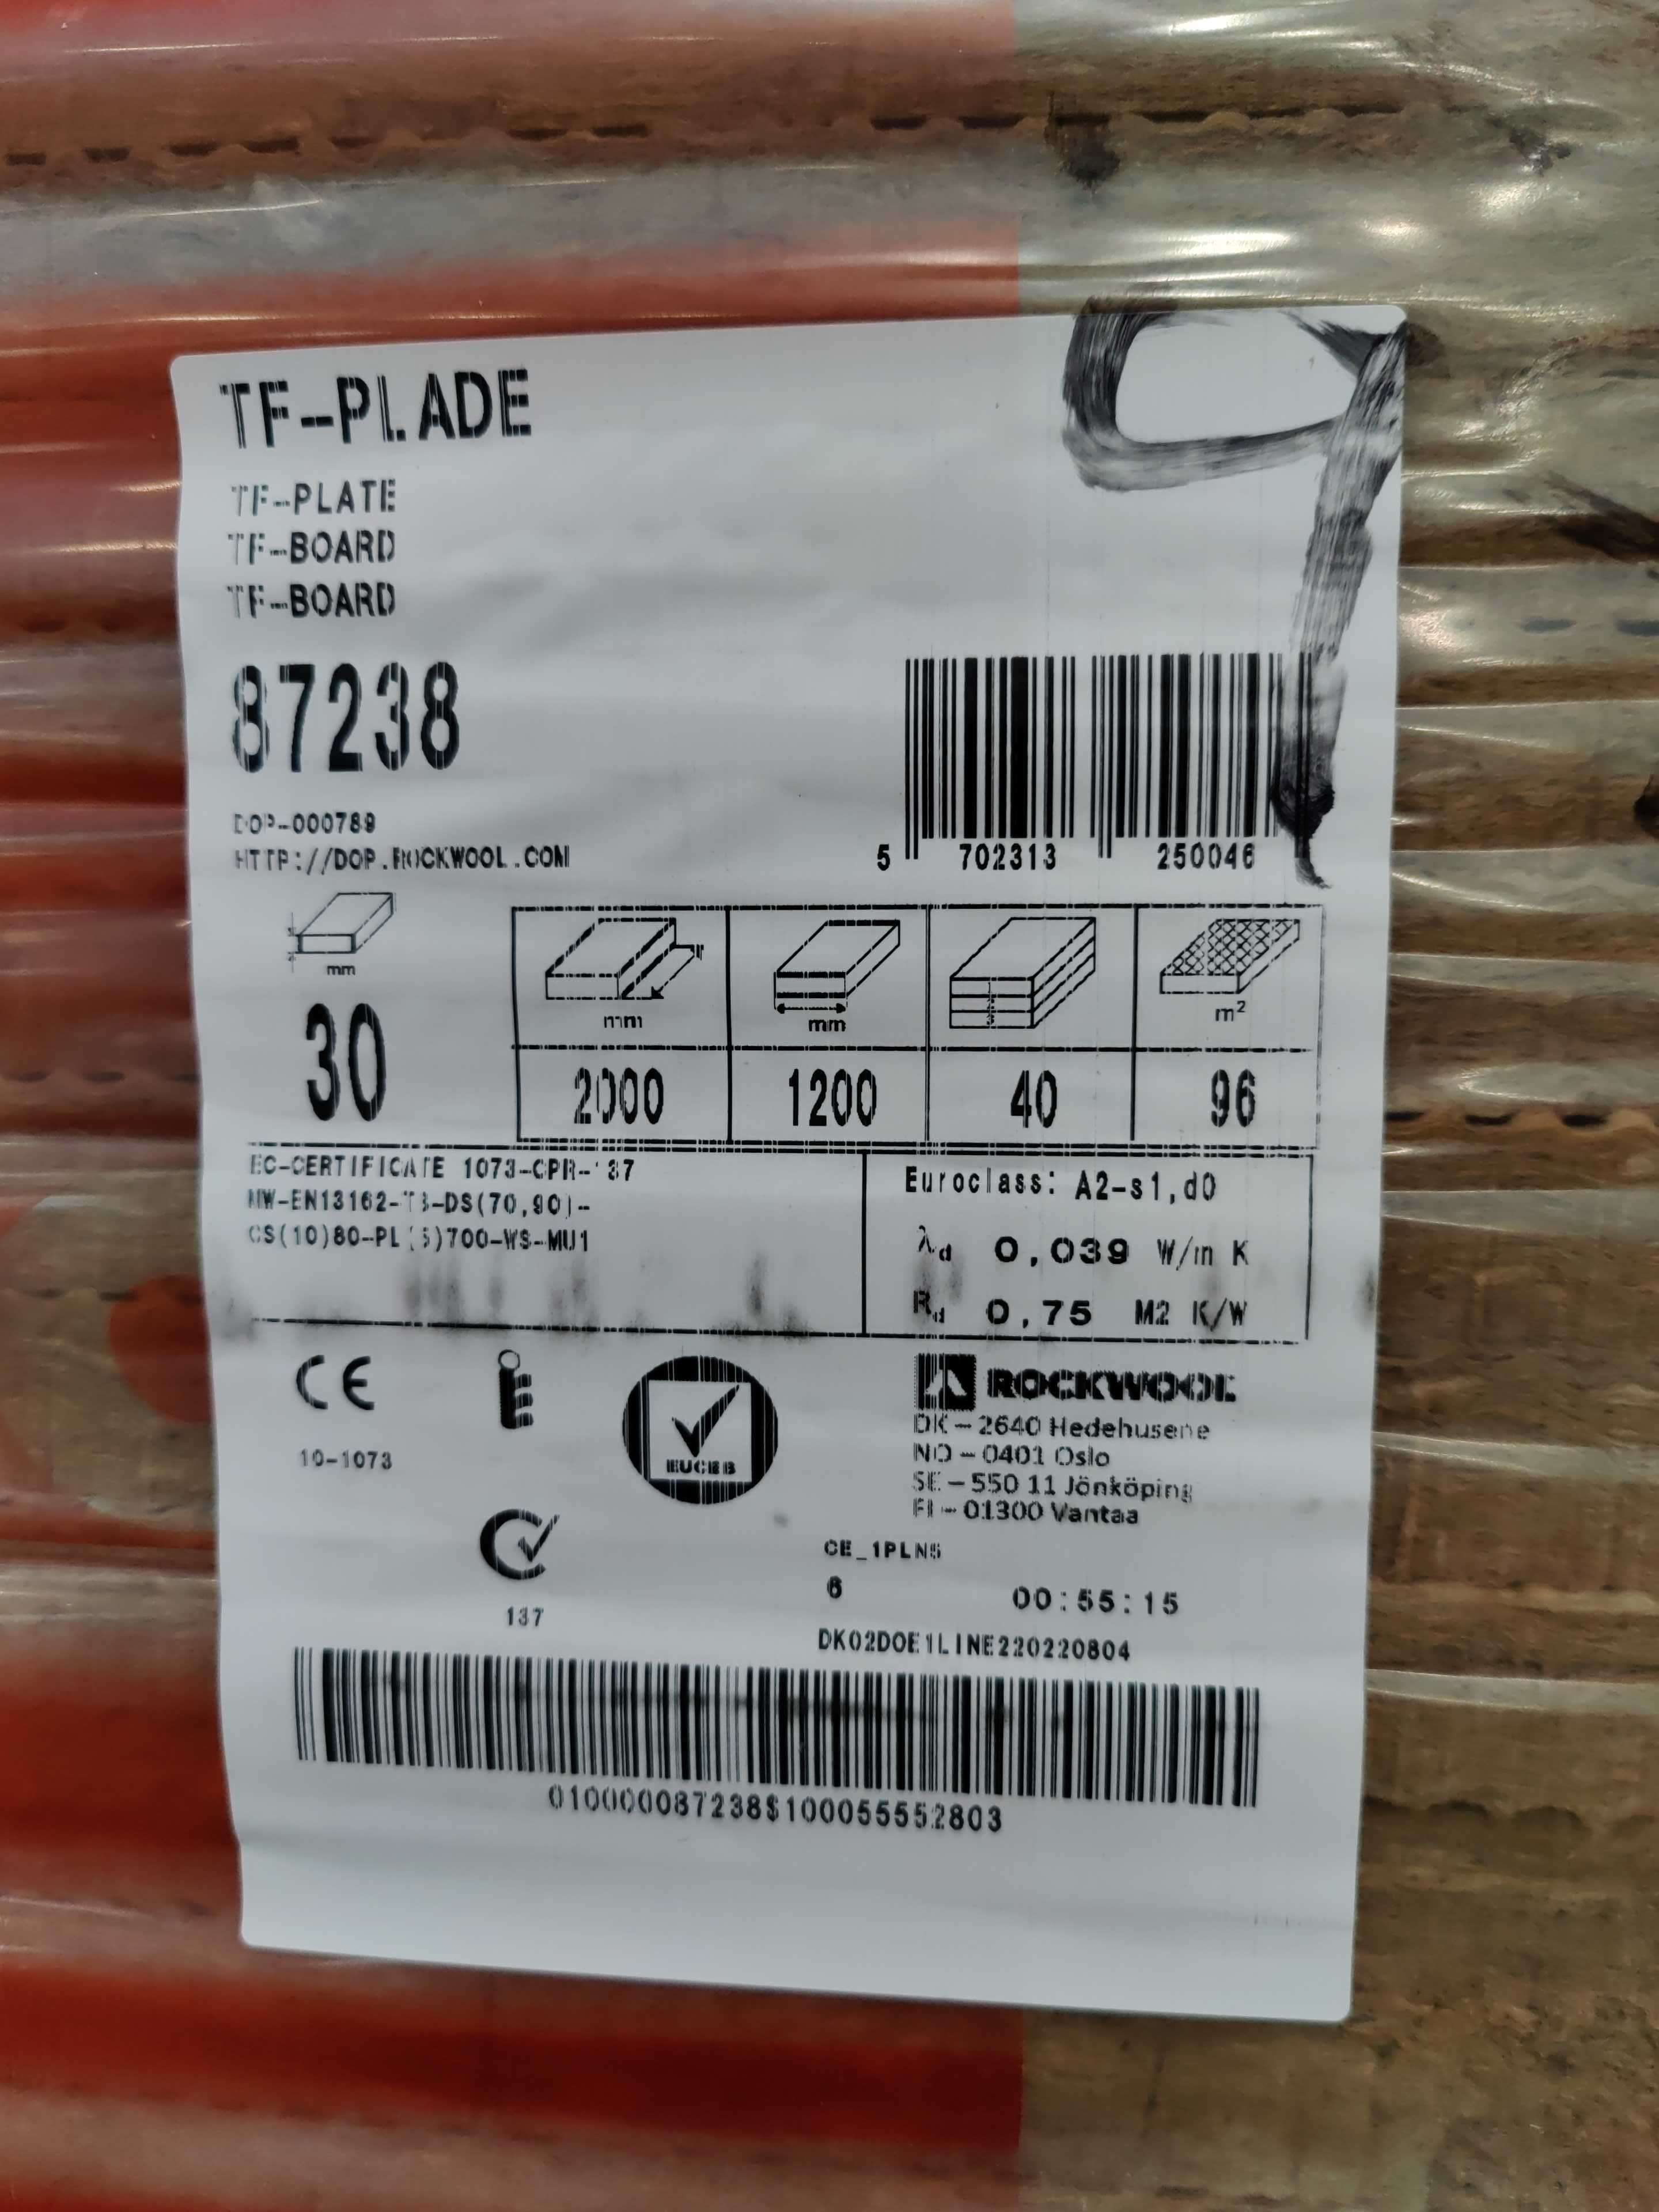 TF-PLADE
TF-PLATE
TF-BOARD
TF-BOARD
87238
DOP-000789
HTTP://DOP.ROCKWOOL.COM
5 702313 250046
mm
mm
mm
m²
30
2000
1200
40
96
EC-CERTIFICATE 1073-CPR-137
MW-EN13162-T5-DS(70,90)-
CS(10)80-PL(5)700-WS-MU1
Euroclass: A2-s1,d0
λd 0,039 W/m K
Rd 0,75 M2 K/W
CE
10-1073
EUCEB
137
ROCKWOOL
DK – 2640 Hedehusene
NO – 0401 Oslo
SE – 550 11 Jönköping
FI – 01300 Vantaa
CE_1PLNS
6 00:55:15
DK02DOE1LINE220220804
010000087238$100055552803